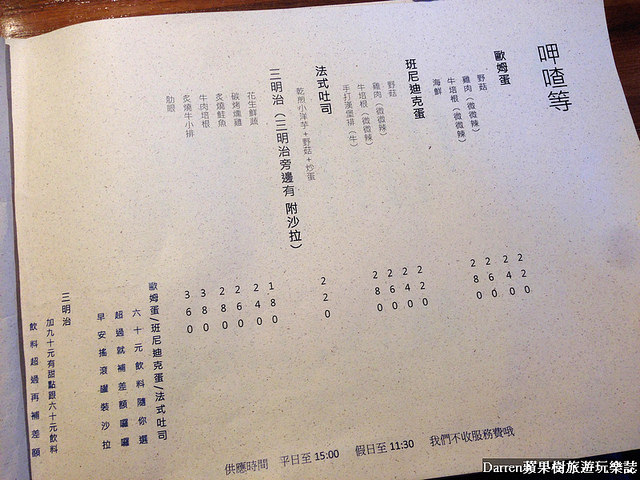 呷喳等
歐姆蛋
野菇 220
雞肉（微微辣） 240
牛培根（微微辣） 260
海鮮 280
班尼迪克蛋
野菇 220
雞肉（微微辣） 240
牛培根（微微辣） 260
手打漢堡排（牛） 280
法式吐司
乾煎小洋芋+野菇+炒蛋 220
三明治（三明治旁邊有 附沙拉）
花生鮮蔬 180
碳烤燻雞 240
炙燒鮭魚 260
牛肉培根 280
炙燒牛小排 380
肋眼 360
歐姆蛋/班尼迪克蛋/法式吐司
六十元飲料隨你選
超過就補差額囉囉
早安搖滾罐裝沙拉
三明治
加九十元有甜點跟六十元飲料
飲料超過再補差額
供應時間 平日至 15:00 假日至 11:30 我們不收服務費哦
Darren蘋果樹旅遊玩樂誌